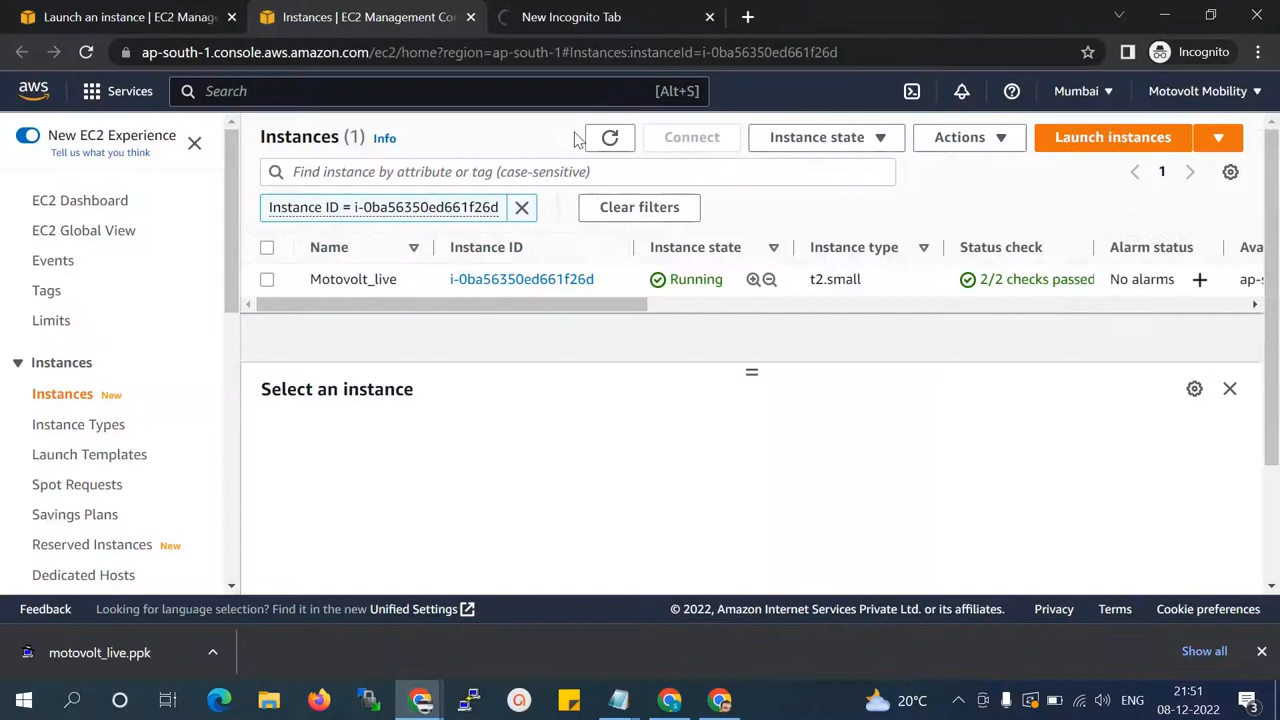 Launch an instance | EC2 Manag
Instances | EC2 Management Co
New Incognito Tab
ap-south-1.console.aws.amazon.com/ec2/home?region=ap-south-1#Instances:instanceId=i-0ba56350ed661f26d
Incognito
aws
Services
Search
[Alt+S]
Mumbai
Motovolt Mobility
New EC2 Experience
Tell us what you think
EC2 Dashboard
EC2 Global View
Events
Tags
Limits
Instances
Instances New
Instance Types
Launch Templates
Spot Requests
Savings Plans
Reserved Instances New
Dedicated Hosts
Instances (1) Info
Connect
Instance state
Actions
Launch instances
Find instance by attribute or tag (case-sensitive)
1
Instance ID = i-0ba56350ed661f26d
Clear filters
Name Instance ID Instance state Instance type Status check Alarm status Ava
Motovolt_live i-0ba56350ed661f26d Running t2.small 2/2 checks passed No alarms + ap-
Select an instance
Feedback
Looking for language selection? Find it in the new Unified Settings
© 2022, Amazon Internet Services Private Ltd. or its affiliates.
Privacy
Terms
Cookie preferences
motovolt_live.ppk
Show all
20°C
ENG
21:51
08-12-2022
3